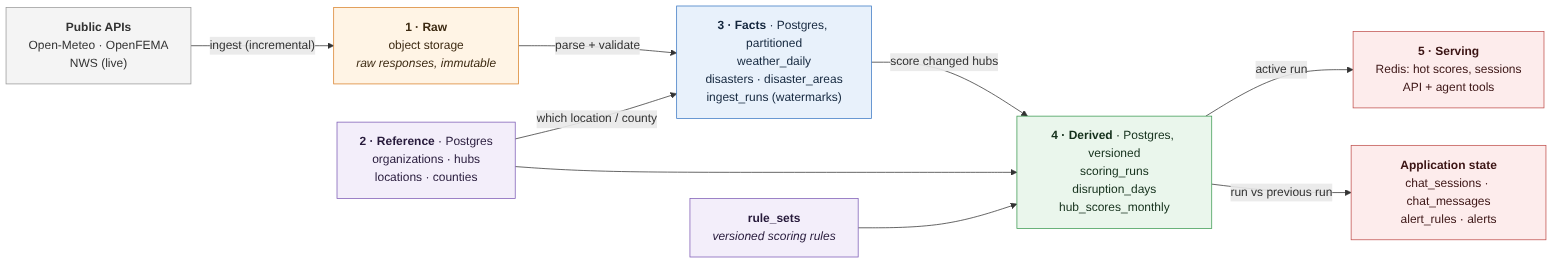 Public APIs
Open-Meteo · OpenFEMA
NWS (live)
ingest (incremental)
1 · Raw
object storage
raw responses, immutable
parse + validate
2 · Reference · Postgres
organizations · hubs
locations · counties
which location / county
3 · Facts · Postgres,
partitioned
weather_daily
disasters · disaster_areas
ingest_runs (watermarks)
rule_sets
versioned scoring rules
score changed hubs
4 · Derived · Postgres,
versioned
scoring_runs
disruption_days
hub_scores_monthly
active run
5 · Serving
Redis: hot scores, sessions
API + agent tools
run vs previous run
Application state
chat_sessions ·
chat_messages
alert_rules · alerts